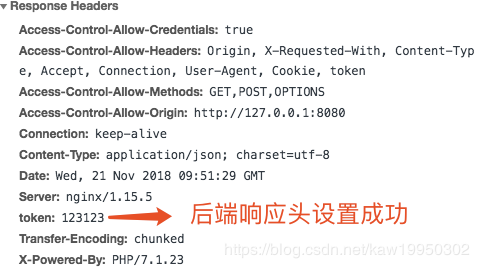 Response Headers
Access-Control-Allow-Credentials: true
Access-Control-Allow-Headers: Origin, X-Requested-With, Content-Typ
e, Accept, Connection, User-Agent, Cookie, token
Access-Control-Allow-Methods: GET,POST,OPTIONS
Access-Control-Allow-Origin: http://127.0.0.1:8080
Connection: keep-alive
Content-Type: application/json; charset=utf-8
Date: Wed, 21 Nov 2018 09:51:29 GMT
Server: nginx/1.15.5
token: 123123 后端响应头设置成功
Transfer-Encoding: chunked
https://blog.csdn.net/kaw19950302
X-Powered-By: PHP/7.1.23